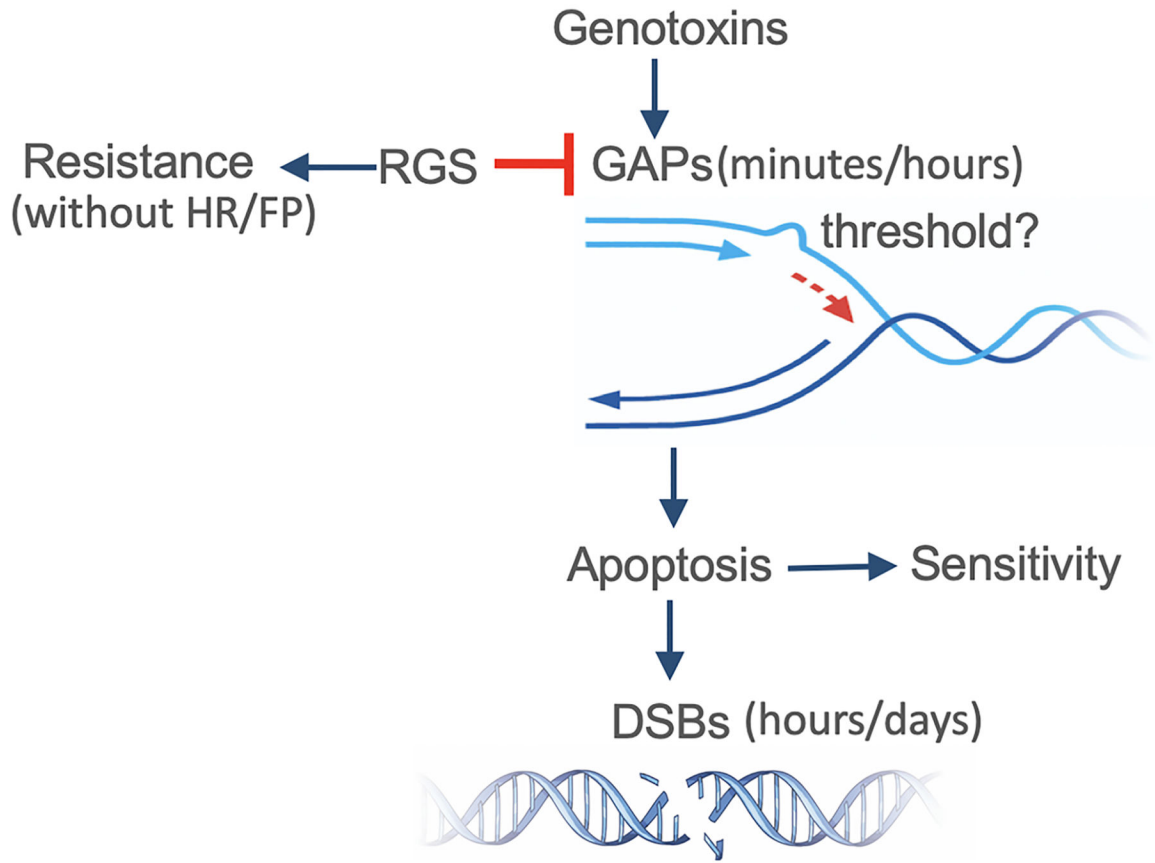 Genotoxins
Resistance RGS GAPs (minutes/hours)
(without HR/FP)
threshold?
Apoptosis Sensitivity
DSBs (hours/days)